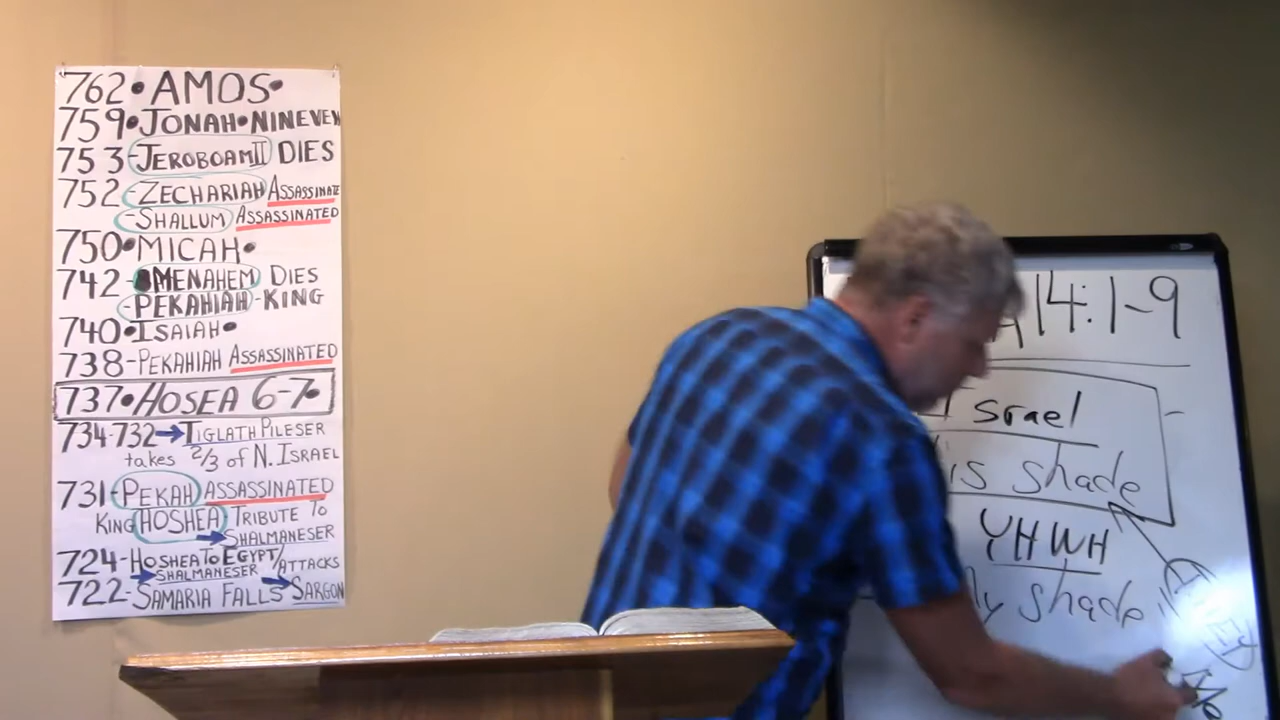 762•AMOS•
759•JONAH•NINEVEH
753-JEROBOAM II DIES
752-ZECHARIAH ASSASSINATE
-SHALLUM ASSASSINATED
750•MICAH•
742-MENAHEM DIES
-PEKAHIAH-KING
740•ISAIAH•
738-PEKAHIAH ASSASSINATED
737•HOSEA 6-7•
734-732→TIGLATH PILESER
takes 2/3 of N. ISRAEL
731-PEKAH ASSASSINATED
KING HOSHEA TRIBUTE TO
→SHALMANESER
724-HOSHEA TO EGYPT/
→SHALMANESER ATTACKS
722-SAMARIA FALLS→SARGON
14:1-9
Israel
is shade
YHWH
My shade
Me